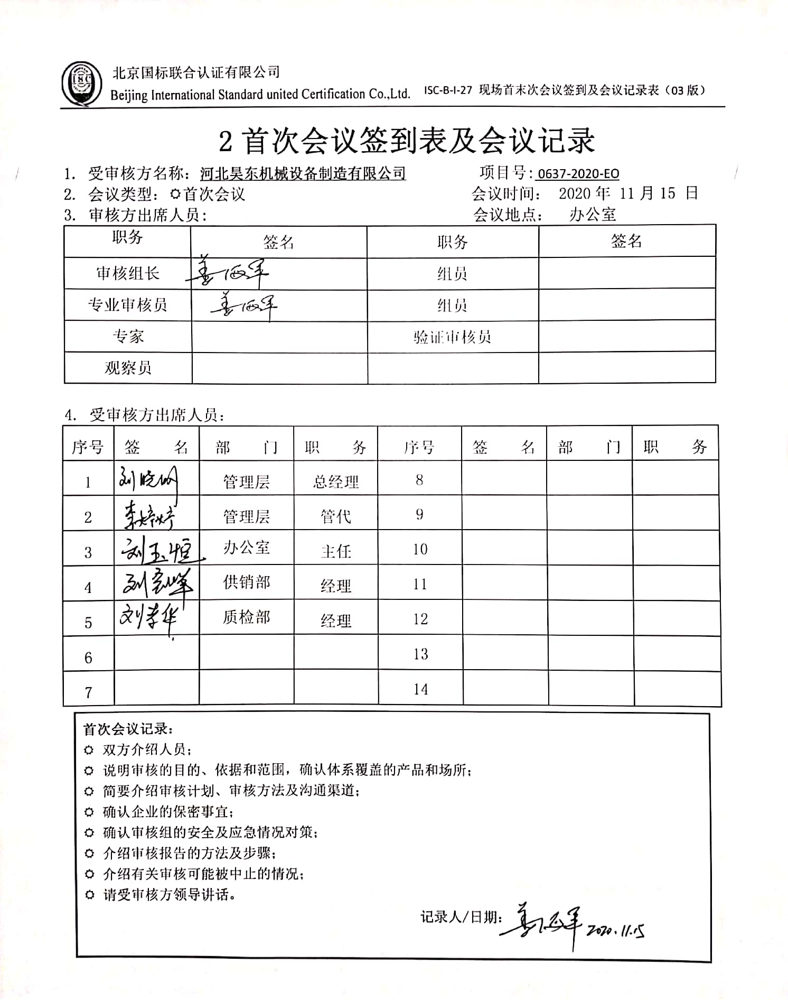 ISC
北京国标联合认证有限公司
Beijing International Standard united Certification Co.,Ltd. ISC-B-I-27 现场首末次会议签到及会议记录表（03 版）
2 首次会议签到表及会议记录
1. 受审核方名称：河北昊东机械设备制造有限公司 项目号：0637-2020-EO
2. 会议类型：首次会议 会议时间： 2020 年 11 月 15 日
3. 审核方出席人员： 会议地点： 办公室
职务 签名 职务 签名
审核组长 姜海军 组员
专业审核员 姜海军 组员
专家 验证审核员
观察员
4. 受审核方出席人员：
序号 签 名 部 门 职 务 序号 签 名 部 门 职 务
1 管理层 总经理 8
2 李婷婷 管理层 管代 9
3 刘玉恒 办公室 主任 10
4 供销部 经理 11
5 刘孝华 质检部 经理 12
6 13
7 14
首次会议记录：
双方介绍人员；
说明审核的目的、依据和范围，确认体系覆盖的产品和场所；
简要介绍审核计划、审核方法及沟通渠道；
确认企业的保密事宜；
确认审核组的安全及应急情况对策；
介绍审核报告的方法及步骤；
介绍有关审核可能被中止的情况；
请受审核方领导讲话。
记录人/日期：姜海军 2020.11.15